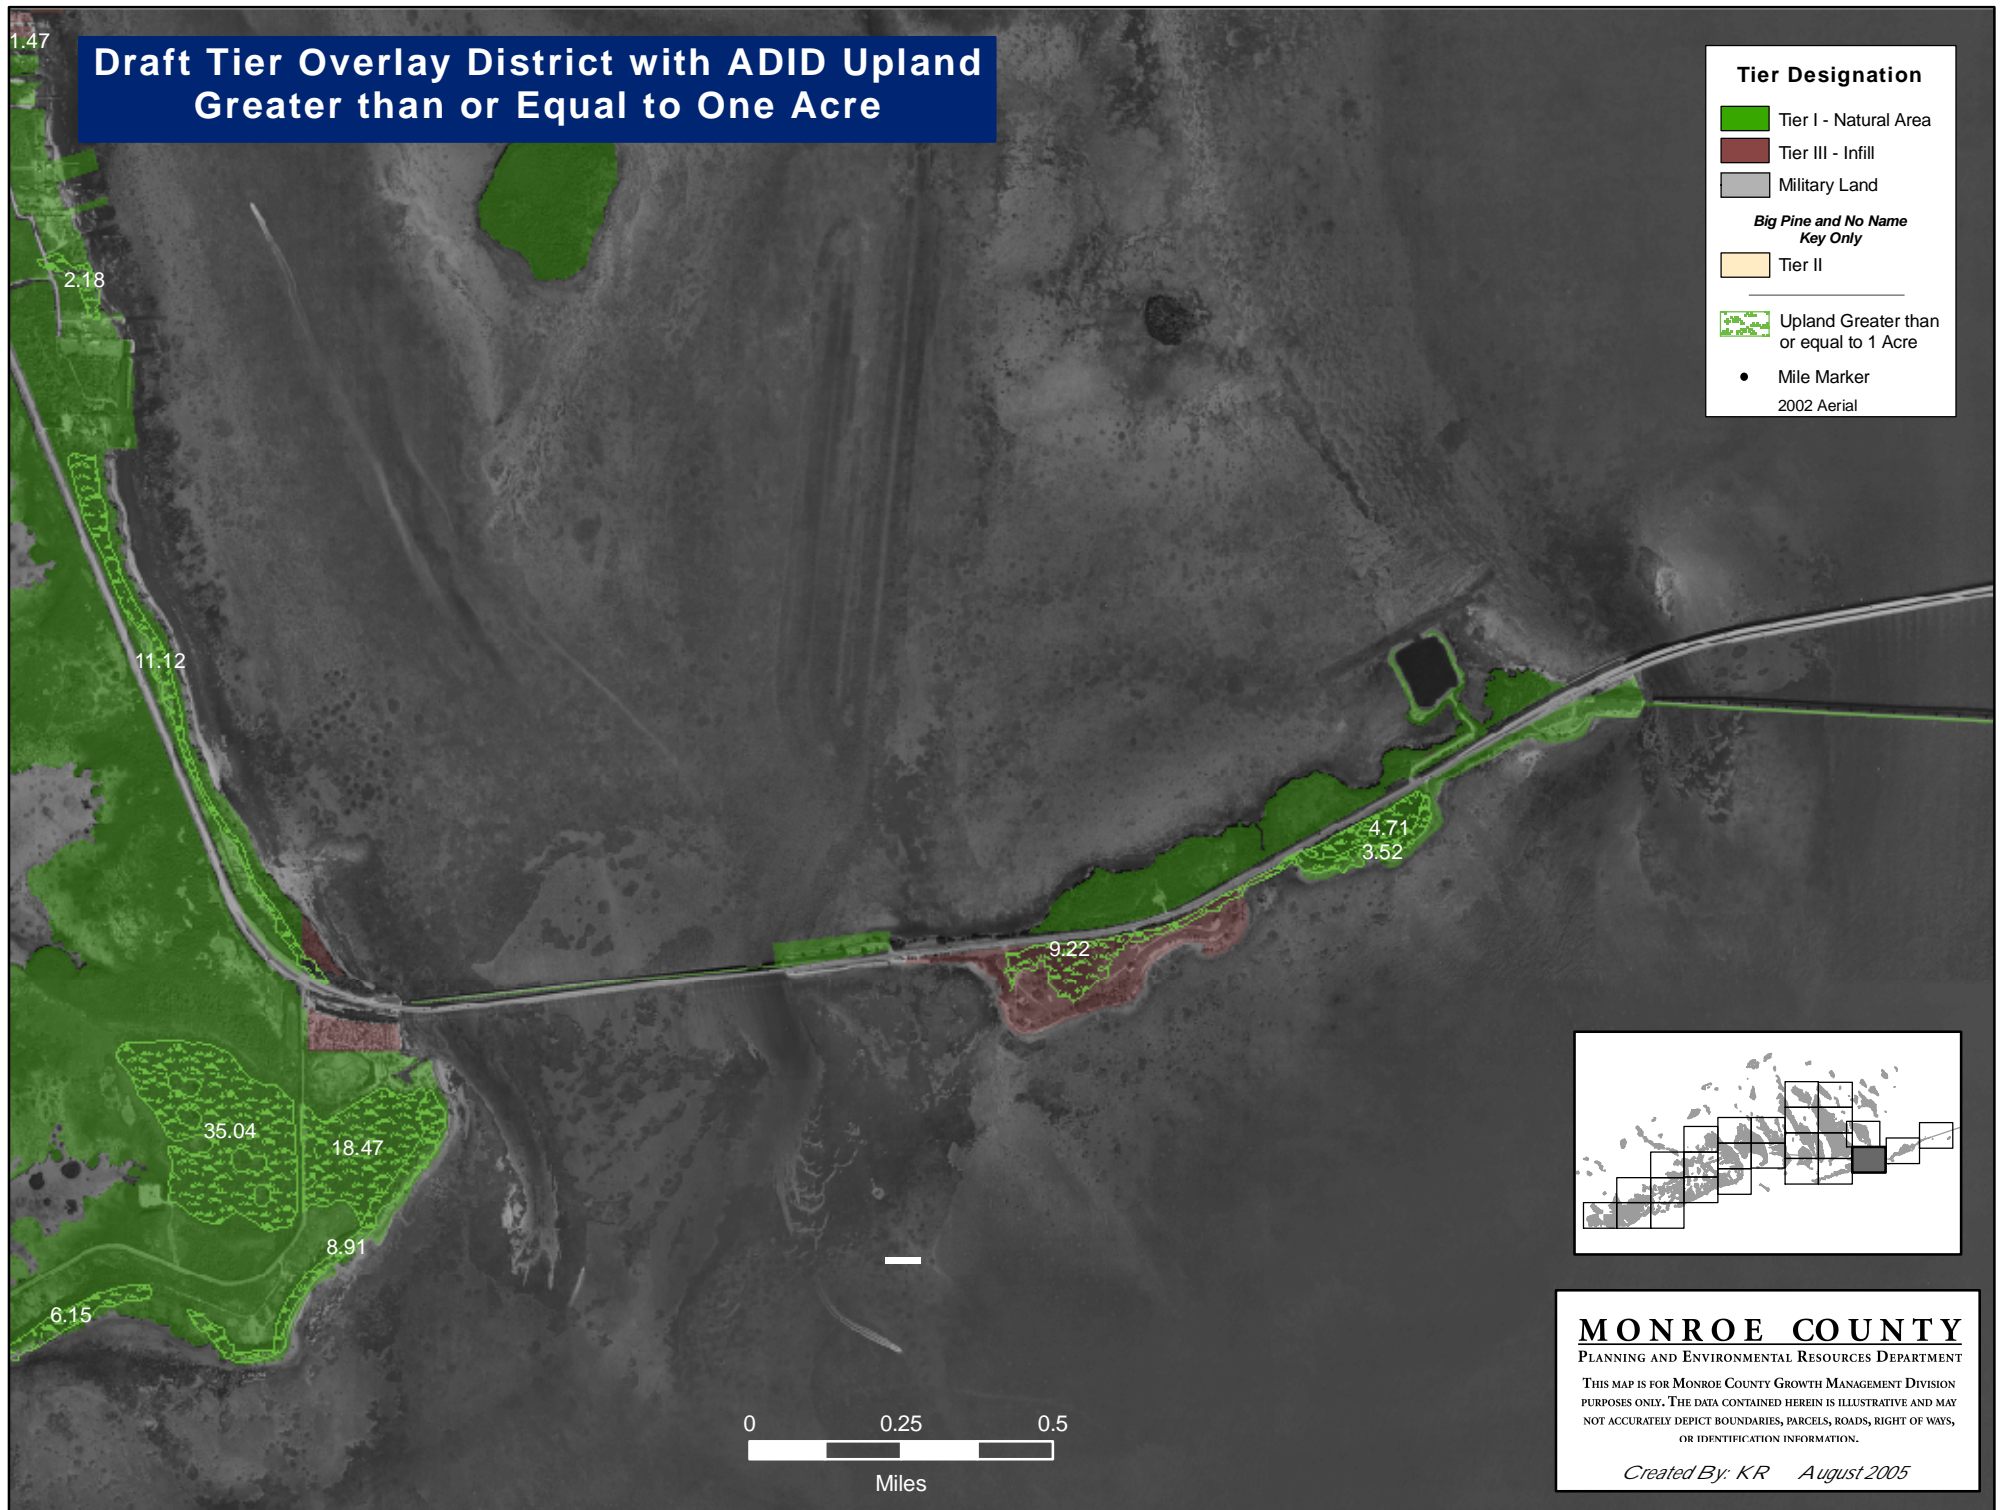 Draft Tier Overlay District with ADID Upland
Greater than or Equal to One Acre
1.47
2.18
11.12
35.04
18.47
8.91
6.15
9.22
4.71
3.52
Tier Designation
Tier I - Natural Area
Tier III - Infill
Military Land
Big Pine and No Name
Key Only
Tier II
Upland Greater than
or equal to 1 Acre
Mile Marker
2002 Aerial
0 0.25 0.5
Miles
MONROE COUNTY
PLANNING AND ENVIRONMENTAL RESOURCES DEPARTMENT
THIS MAP IS FOR MONROE COUNTY GROWTH MANAGEMENT DIVISION
PURPOSES ONLY. THE DATA CONTAINED HEREIN IS ILLUSTRATIVE AND MAY
NOT ACCURATELY DEPICT BOUNDARIES, PARCELS, ROADS, RIGHT OF WAYS,
OR IDENTIFICATION INFORMATION.
Created By: KR August 2005